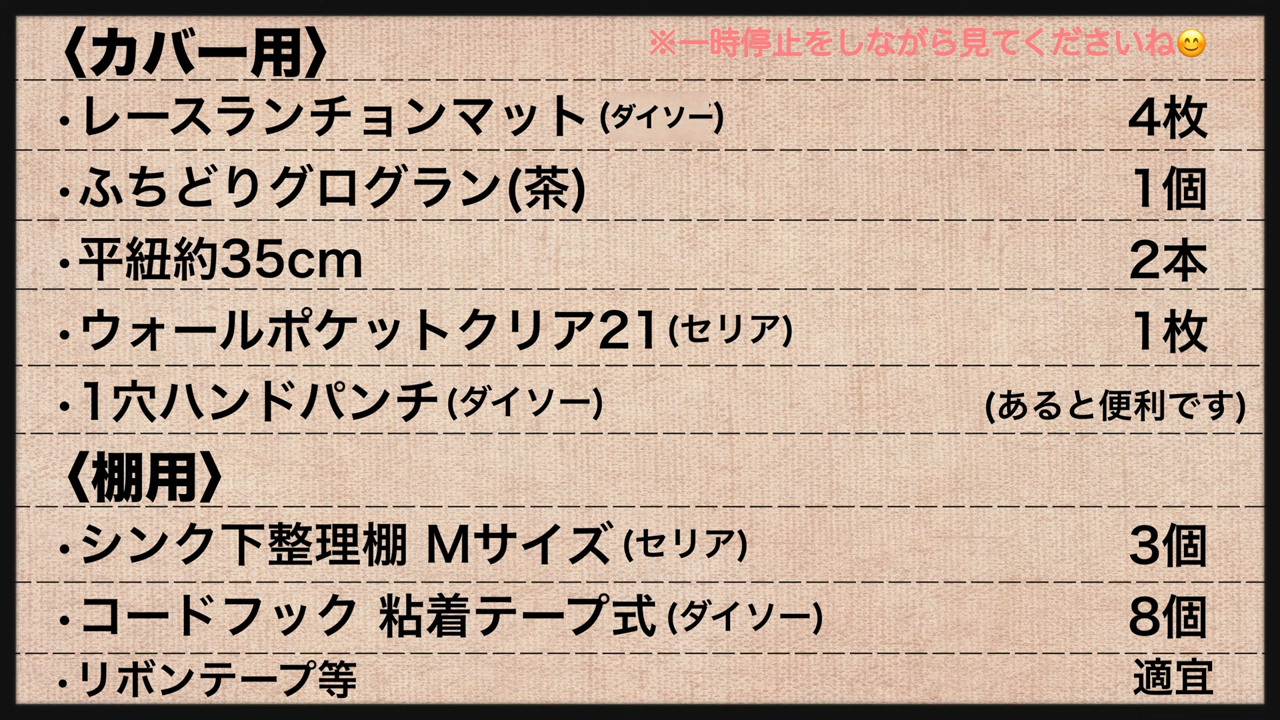 〈カバー用〉 ※一時停止をしながら見てくださいね😊
・レースランチョンマット (ダイソー) 4枚
・ふちどりグログラン(茶) 1個
・平紐約35cm 2本
・ウォールポケットクリア21(セリア) 1枚
・1穴ハンドパンチ(ダイソー) (あると便利です)
〈棚用〉
・シンク下整理棚 Mサイズ(セリア) 3個
・コードフック 粘着テープ式(ダイソー) 8個
・リボンテープ等 適宜